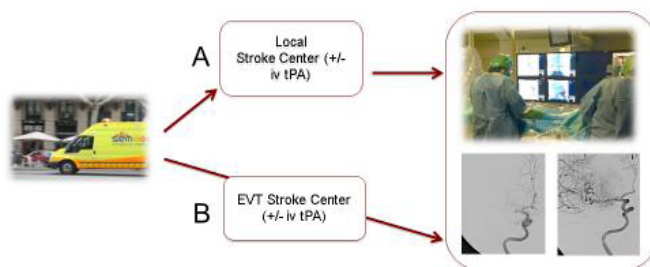 A
Local
Stroke Center (+/-
iv tPA)
B
EVT Stroke Center
(+/- iv tPA)